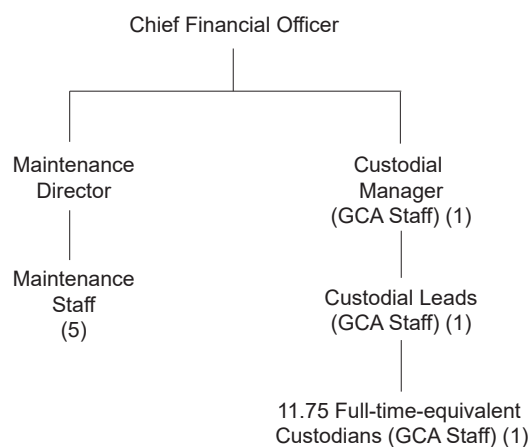 Chief Financial Officer
Maintenance
Director
Maintenance
Staff
(5)
Custodial
Manager
(GCA Staff) (1)
Custodial Leads
(GCA Staff) (1)
11.75 Full-time-equivalent
Custodians (GCA Staff) (1)